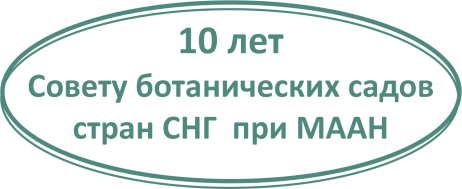 10 лет
Совету ботанических садов
стран СНГ при МААН